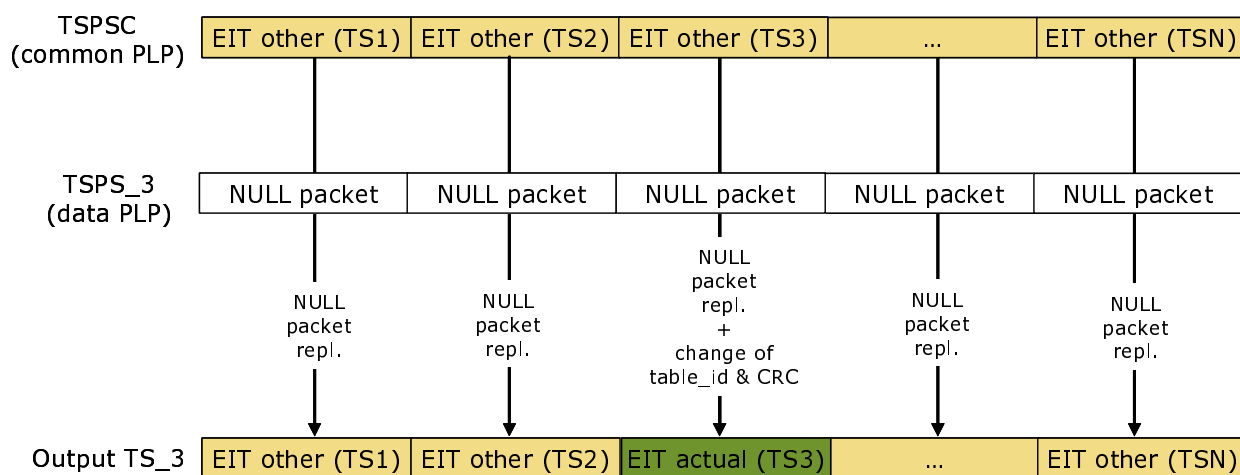 TSPSC
(common PLP)
EIT other (TS1)
EIT other (TS2)
EIT other (TS3)
...
EIT other (TSN)
TSPS_3
(data PLP)
NULL packet
NULL packet
NULL packet
NULL packet
NULL packet
NULL
packet
repl.
NULL
packet
repl.
NULL
packet
repl.
+
change of
table_id & CRC
NULL
packet
repl.
NULL
packet
repl.
Output TS_3
EIT other (TS1)
EIT other (TS2)
EIT actual (TS3)
...
EIT other (TSN)